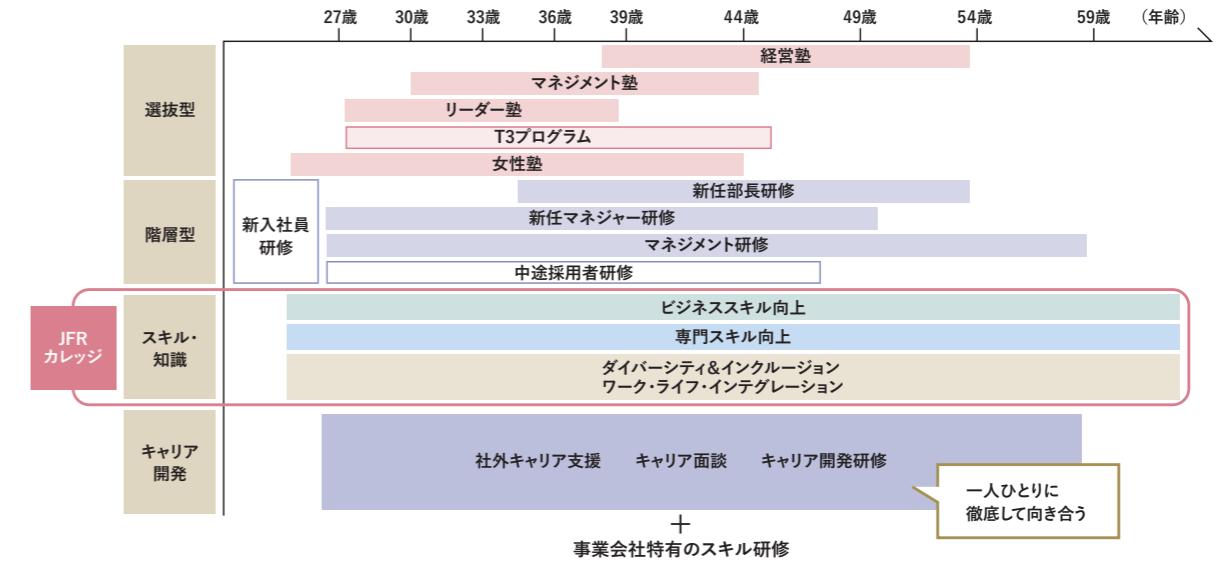 27歳 30歳 33歳 36歳 39歳 44歳 49歳 54歳 59歳 （年齢）
選抜型
経営塾
マネジメント塾
リーダー塾
T3プログラム
女性塾
階層型
新入社員
研修
新任部長研修
新任マネジャー研修
マネジメント研修
中途採用者研修
JFR
カレッジ
スキル・
知識
ビジネススキル向上
専門スキル向上
ダイバーシティ&インクルージョン
ワーク・ライフ・インテグレーション
キャリア
開発
社外キャリア支援 キャリア面談 キャリア開発研修
一人ひとりに
徹底して向き合う
+
事業会社特有のスキル研修